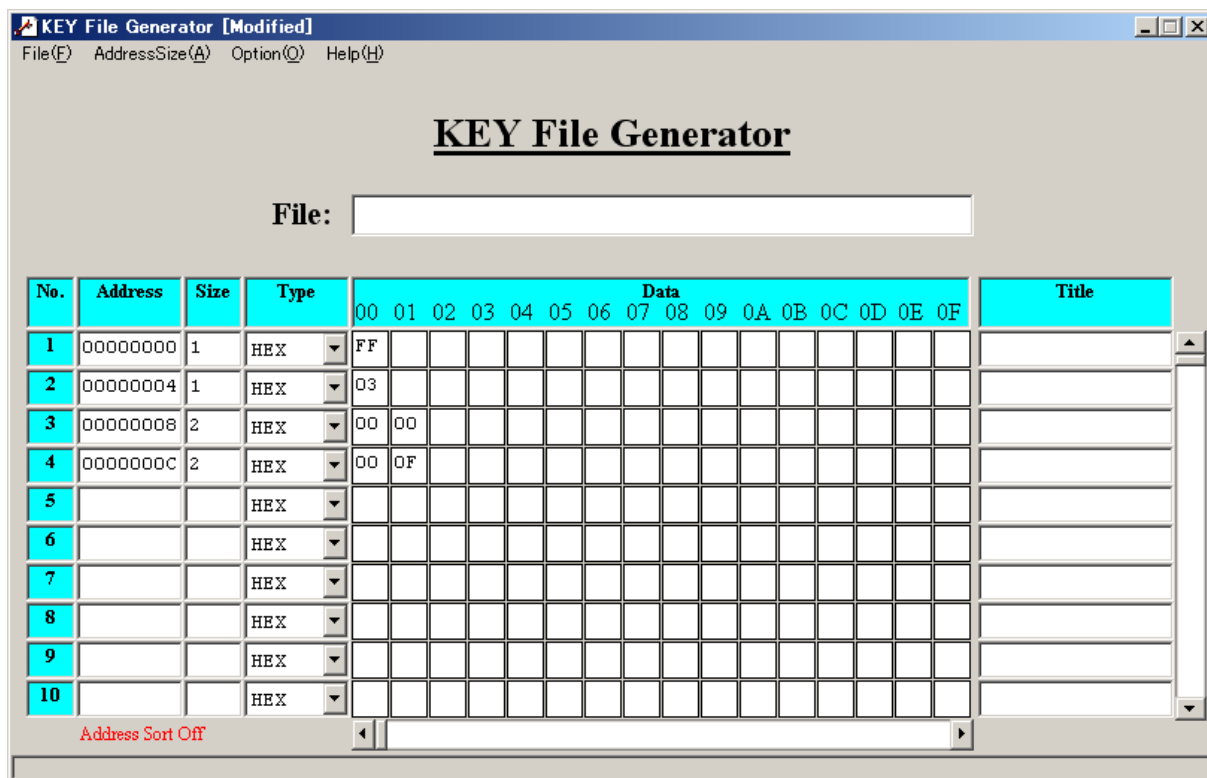 KEY File Generator [Modified]
File(F) AddressSize(A) Option(O) Help(H)
KEY File Generator
File:
No. Address Size Type Data Title
00 01 02 03 04 05 06 07 08 09 0A 0B 0C 0D 0E 0F
1 00000000 1 HEX FF
2 00000004 1 HEX 03
3 00000008 2 HEX 00 00
4 0000000C 2 HEX 00 0F
5 HEX
6 HEX
7 HEX
8 HEX
9 HEX
10 HEX
Address Sort Off